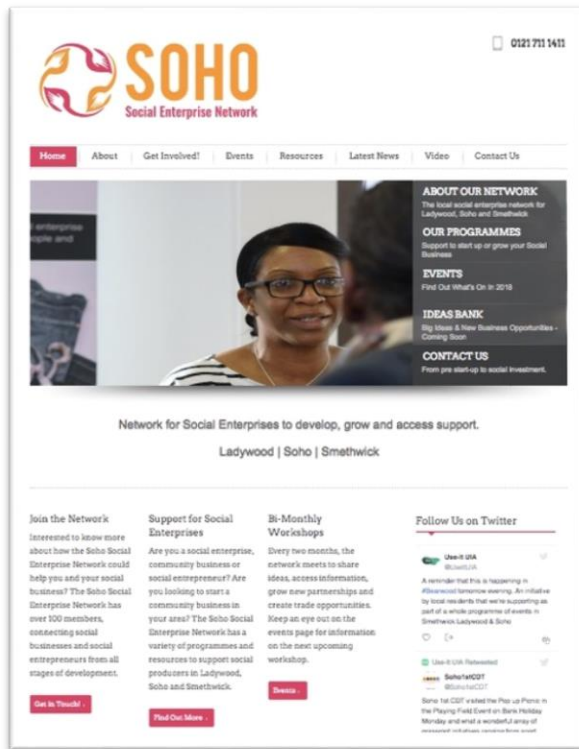 SOHO
Social Enterprise Network
0121 711 1411
Home
About
Get Involved!
Events
Resources
Latest News
Video
Contact Us
enterprise
ople and
ABOUT OUR NETWORK
The local social enterprise network for
Ladywood, Soho and Smethwick
OUR PROGRAMMES
Support to start up or grow your Social
Business
EVENTS
Find Out What's On in 2018
IDEAS BANK
Big Ideas & New Business Opportunities -
Coming Soon
CONTACT US
From pre start-up to social investment.
Network for Social Enterprises to develop, grow and access support.
Ladywood | Soho | Smethwick
Join the Network
Interested to know more
about how the Soho Social
Enterprise Network could
help you and your social
business? The Soho Social
Enterprise Network has
over 100 members,
connecting social
businesses and social
entrepreneurs from all
stages of development.
Get In Touch!
Support for Social
Enterprises
Are you a social enterprise,
community business or
social entrepreneur? Are
you looking to start a
community business in
your area? The Soho Social
Enterprise Network has a
variety of programmes and
resources to support social
producers in Ladywood,
Soho and Smethwick.
Find Out More
Bi-Monthly
Workshops
Every two months, the
network meets to share
ideas, access information,
grow new partnerships and
create trade opportunities.
Keep an eye out on the
events page for information
on the next upcoming
workshop.
Events
Follow Us on Twitter
Use-It UIA
@UseItUIA
A reminder that this is happening in
#Bearwood tomorrow evening. An initiative
by local residents that we're supporting as
part of a whole programme of events in
Smethwick Ladywood & Soho
Use-It UIA Retweeted
Soho1stCDT
@Soho1stCDT
Soho 1st CDT visited the Pop up Picnic in
the Playing Field Event on Bank Holiday
Monday and what a wonderful array of